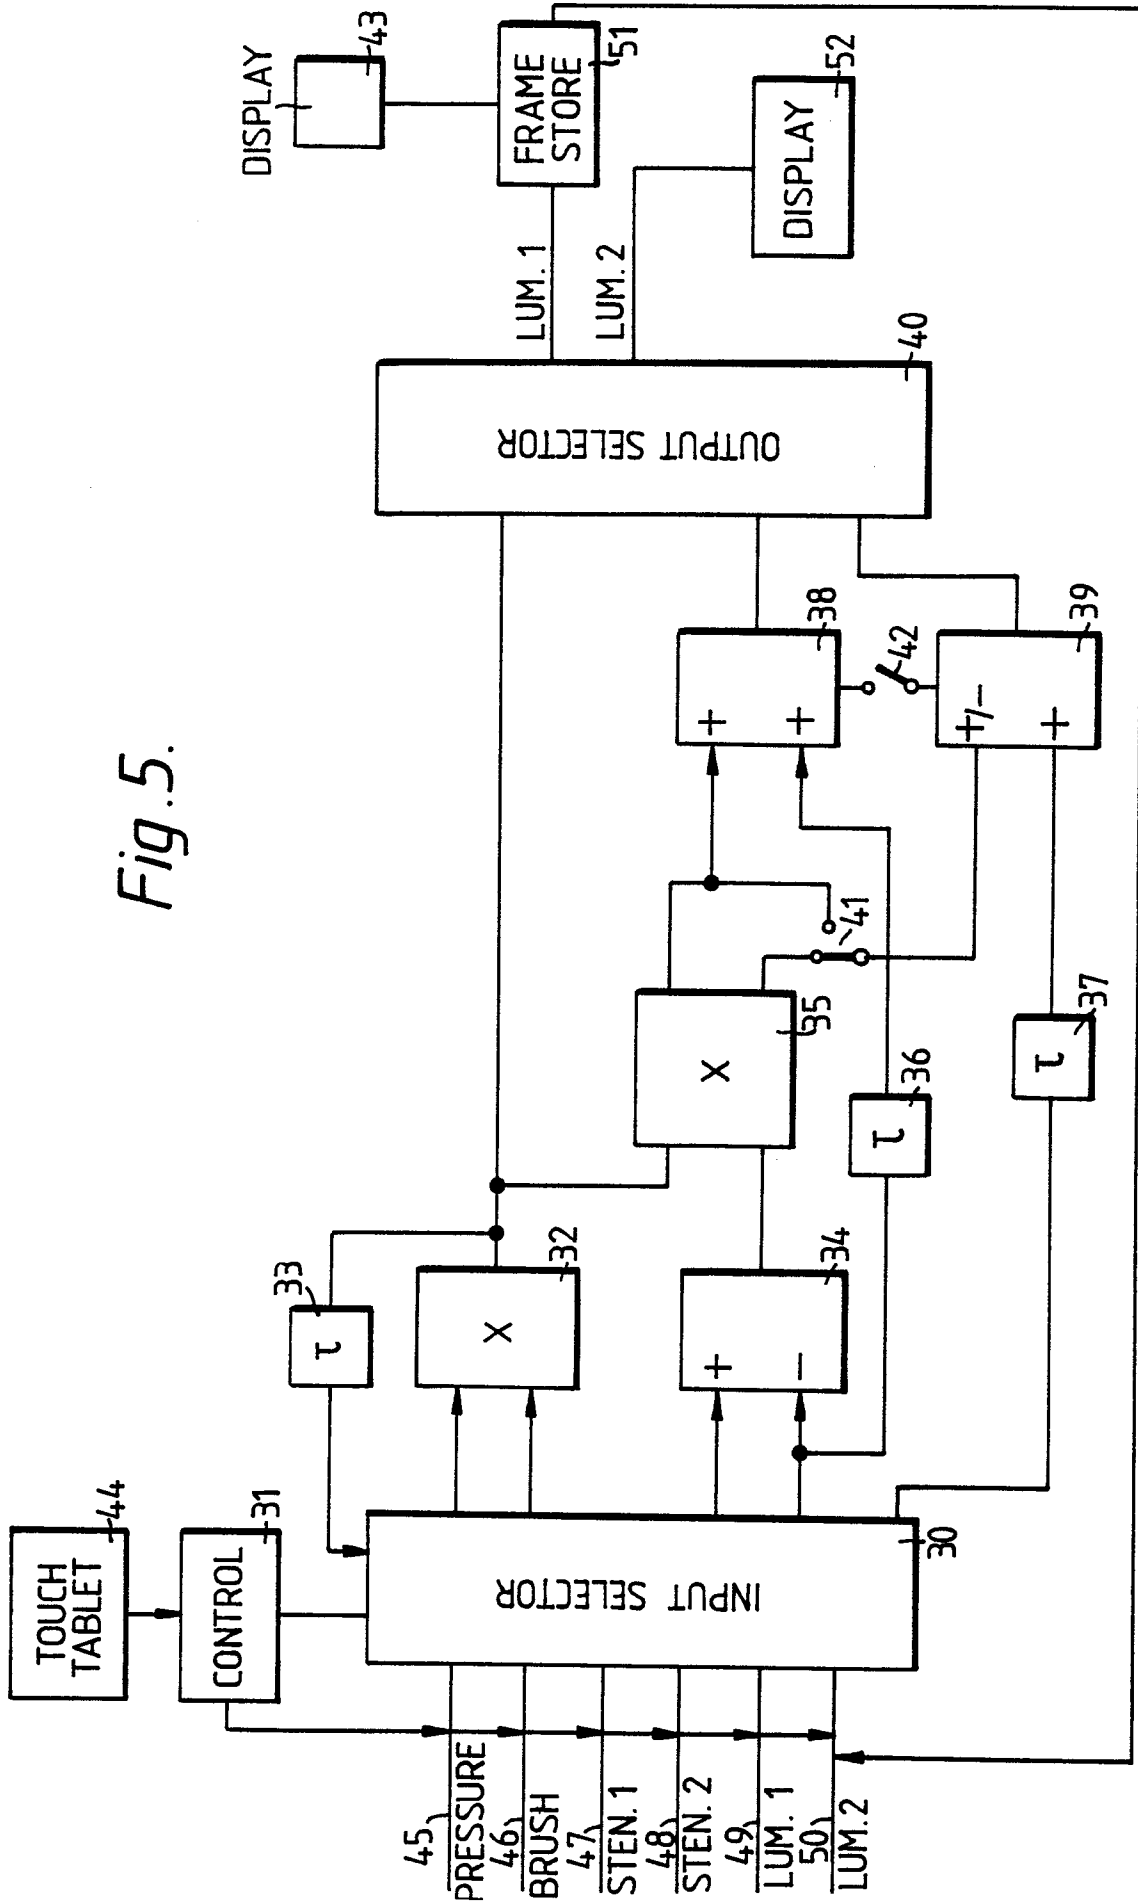 Fig.5.
TOUCH
TABLET
44
CONTROL
31
45
PRESSURE
46
BRUSH
47
STEN. 1
48
STEN. 2
49
LUM. 1
50
LUM. 2
INPUT SELECTOR
30
τ
33
X
32
+
−
34
X
35
τ
36
τ
37
41
+
+
38
42
+/−
+
39
OUTPUT SELECTOR
40
LUM. 1
LUM. 2
DISPLAY
43
FRAME
STORE
51
DISPLAY
52